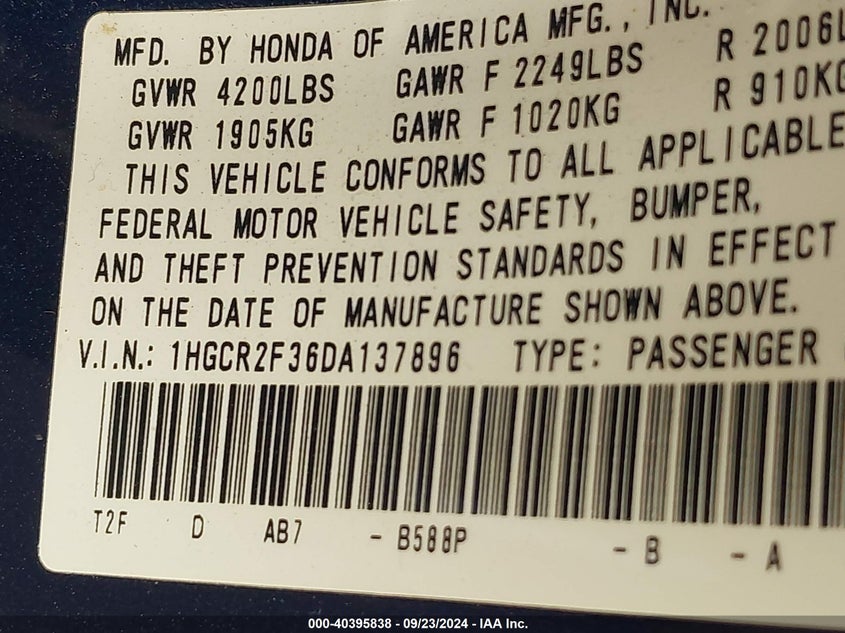 MFD. BY HONDA OF AMERICA MFG., INC.
GVWR 4200LBS GAWR F 2249LBS R 2006L
GVWR 1905KG GAWR F 1020KG R 910KG
THIS VEHICLE CONFORMS TO ALL APPLICABLE
FEDERAL MOTOR VEHICLE SAFETY, BUMPER,
AND THEFT PREVENTION STANDARDS IN EFFECT
ON THE DATE OF MANUFACTURE SHOWN ABOVE.
V.I.N.: 1HGCR2F36DA137896 TYPE: PASSENGER
T2F D AB7 - B588P - B - A
000-40395838 - 09/23/2024 - IAA Inc.